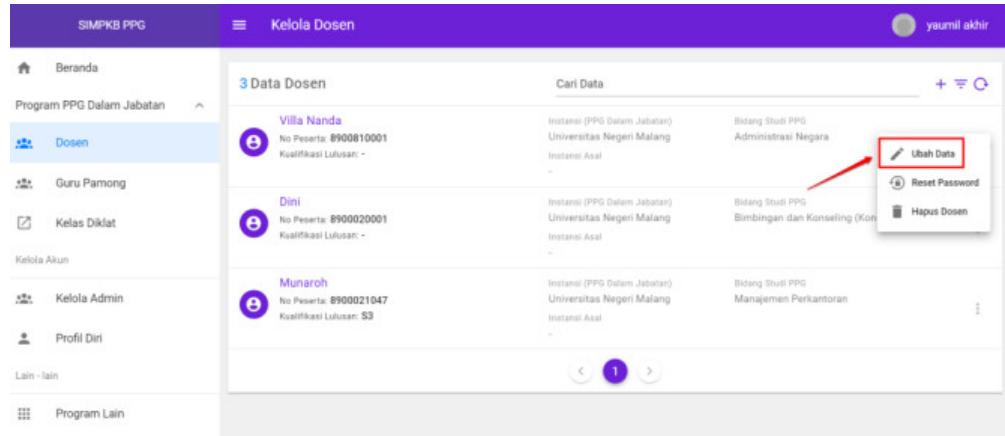 SIMPKB PPG
Kelola Dosen
yaumil akhir
Beranda
Program PPG Dalam Jabatan
Dosen
Guru Pamong
Kelas Diklat
Kelola Akun
Kelola Admin
Profil Diri
Lain - lain
Program Lain
3 Data Dosen
Cari Data
Villa Nanda
No Peserta: 8900810001
Kualifikasi Lulusan: -
Instansi (PPG Dalam Jabatan)
Universitas Negeri Malang
Instansi Asal
-
Bidang Studi PPG
Administrasi Negara
Ubah Data
Reset Password
Hapus Dosen
Dini
No Peserta: 8900020001
Kualifikasi Lulusan: -
Instansi (PPG Dalam Jabatan)
Universitas Negeri Malang
Instansi Asal
-
Bidang Studi PPG
Bimbingan dan Konseling (Kon
Munaroh
No Peserta: 8900021047
Kualifikasi Lulusan: S3
Instansi (PPG Dalam Jabatan)
Universitas Negeri Malang
Instansi Asal
-
Bidang Studi PPG
Manajemen Perkantoran
1